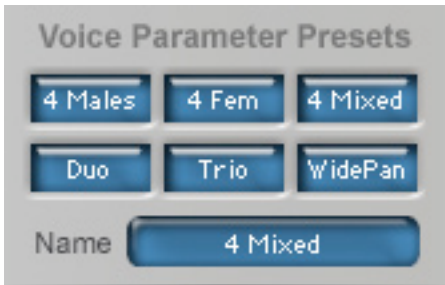 Voice Parameter Presets
4 Males 4 Fem 4 Mixed
Duo Trio WidePan
Name 4 Mixed